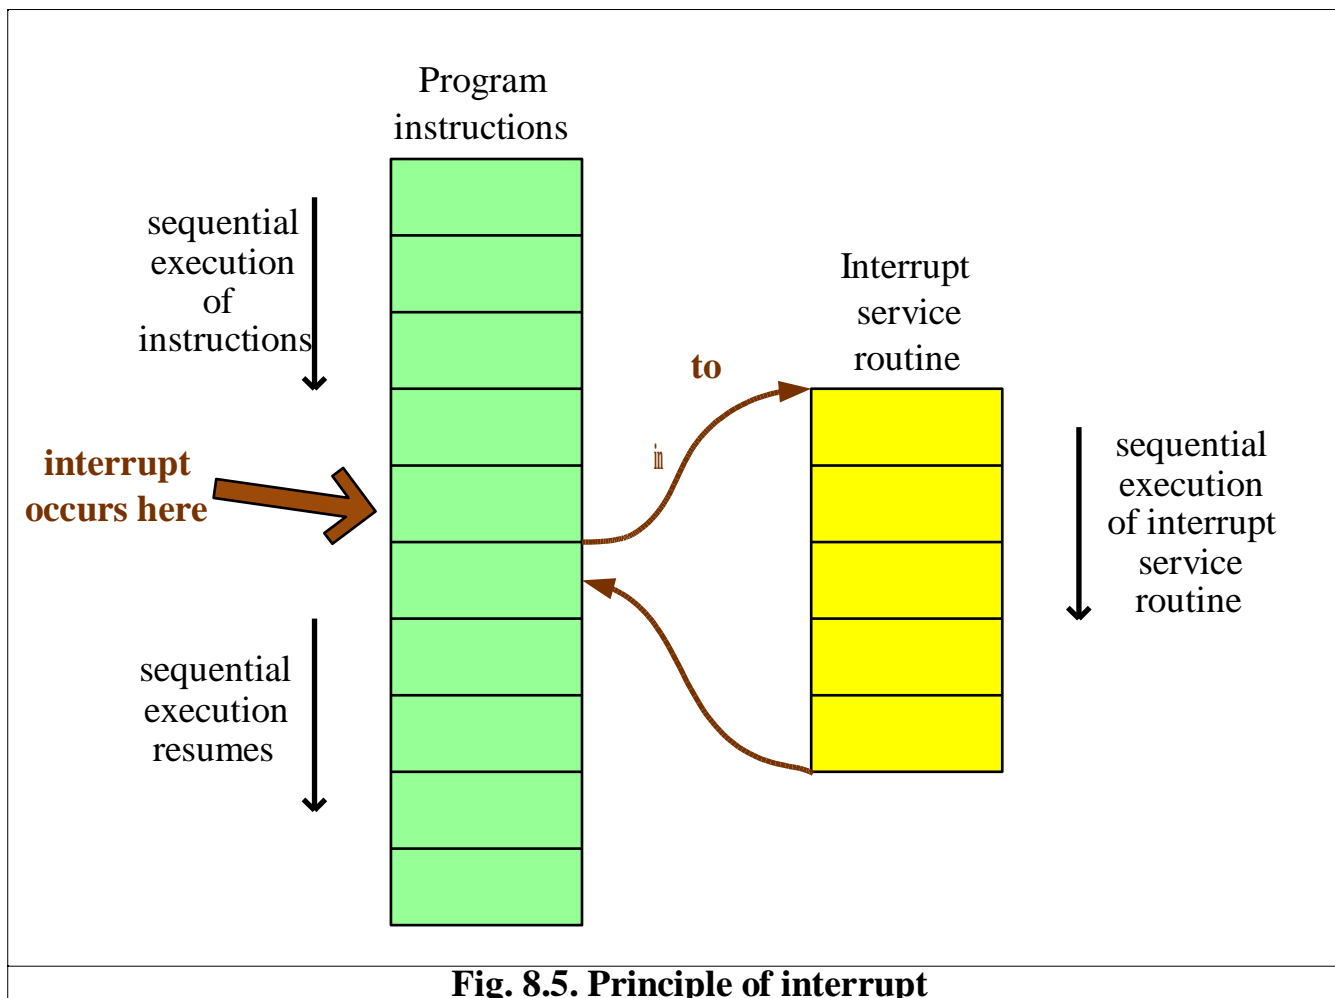 Program
instructions
sequential
execution
of
instructions
Interrupt
service
routine
to
in
interrupt
occurs here
sequential
execution
of interrupt
service
routine
sequential
execution
resumes
Fig. 8.5. Principle of interrupt